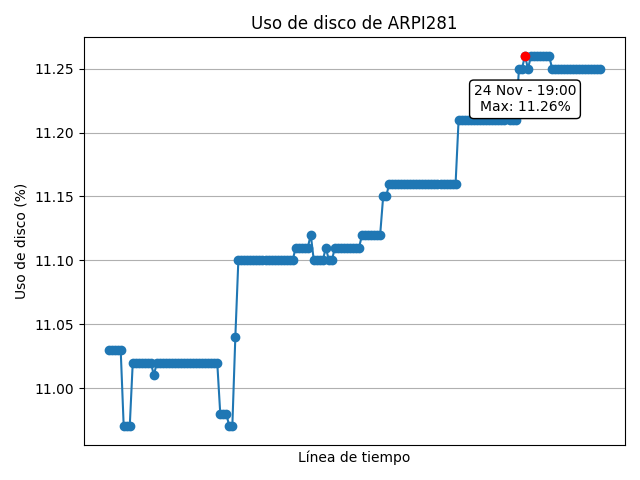 Uso de disco de ARPI281
11.25
11.20
11.15
11.10
11.05
11.00
Uso de disco (%)
24 Nov - 19:00
Max: 11.26%
Línea de tiempo